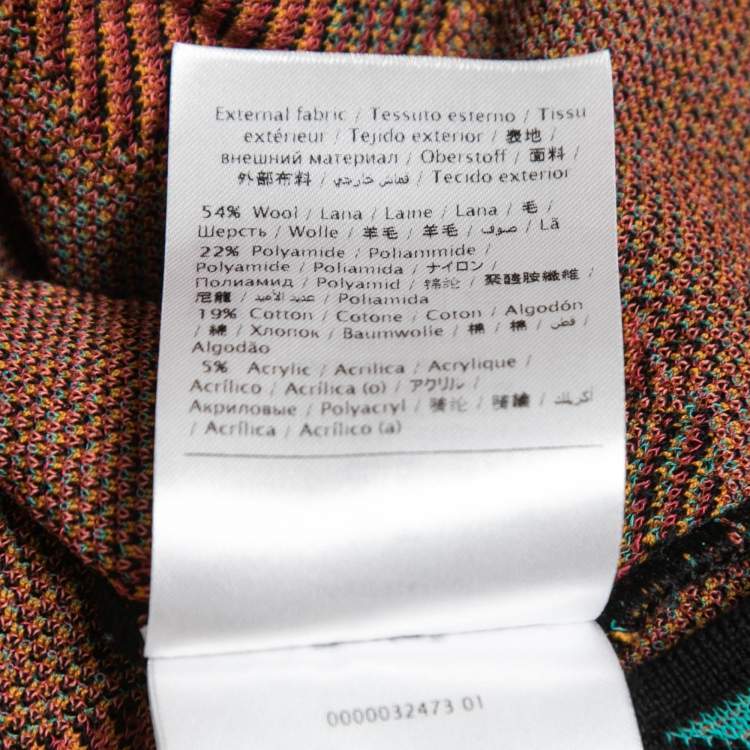 External fabric / Tessuto esterno / Tissu
extérieur / Tejido exterior / 表地 /
внешний материал / Oberstoff / 面料 /
外部布料 / قماش خارجي / Tecido exterior
54% Wool / Lana / Laine / Lana / 毛 /
Шерсть / Wolle / 羊毛 / 羊毛 / صوف / Lã
22% Polyamide / Poliammide /
Polyamide / Poliamida / ナイロン /
Полиамид / Polyamid / 锦纶 / 聚醯胺纖維 /
尼龍 / عديد الأميد / Poliamida
19% Cotton / Cotone / Coton / Algodón
/ 綿 / Хлопок / Baumwolle / 棉 / 棉 / قطن /
Algodão
5% Acrylic / Acrilica / Acrylique /
Acrílico / Acrilica (o) / アクリル /
Акриловые / Polyacryl / 腈纶 / أكريلك
/ Acrílica / Acrílico (a)
0000032473 01